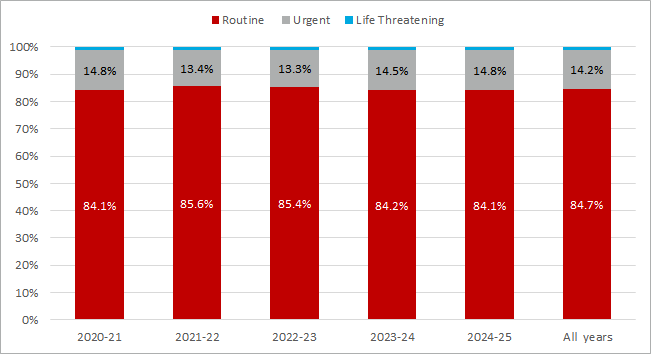 Routine Urgent Life Threatening
100%
90%
80%
70%
60%
50%
40%
30%
20%
10%
0%
14.8% 13.4% 13.3% 14.5% 14.8% 14.2%
84.1% 85.6% 85.4% 84.2% 84.1% 84.7%
2020-21 2021-22 2022-23 2023-24 2024-25 All years